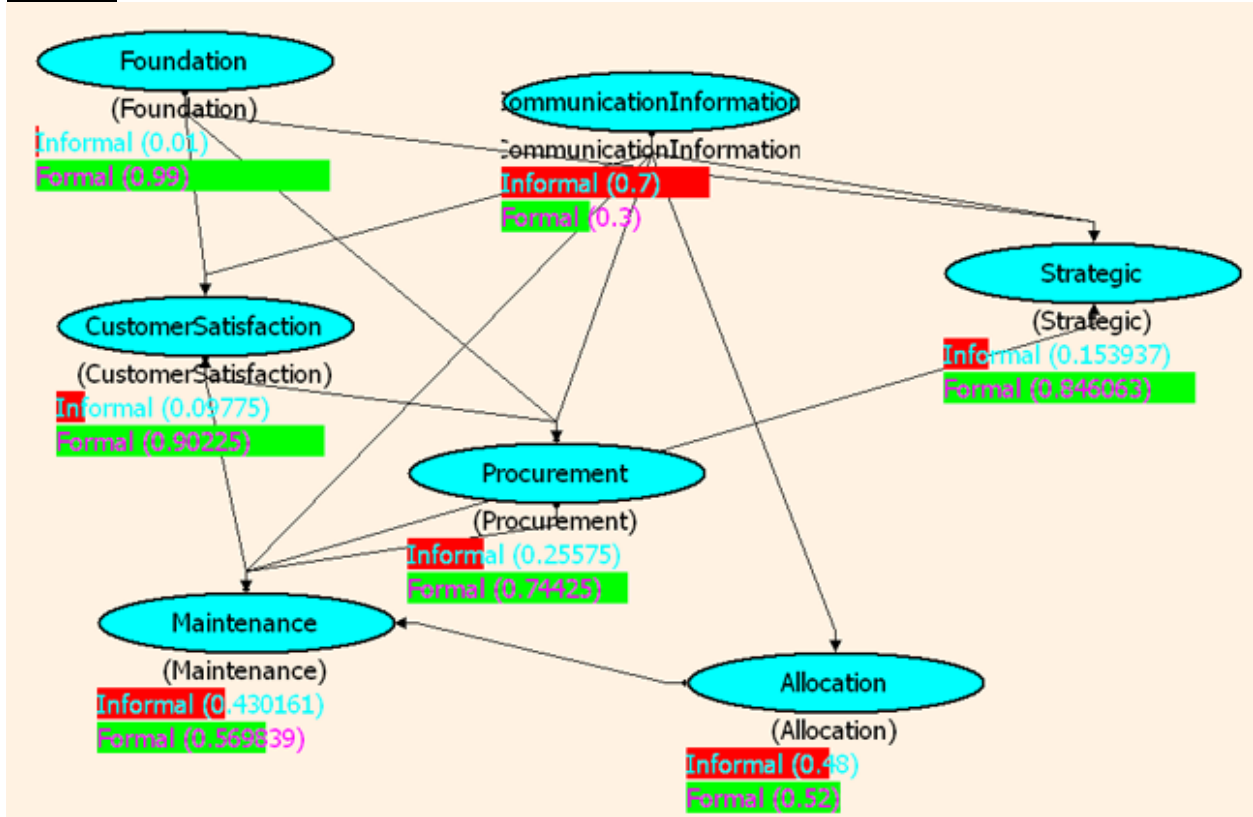 Foundation
(Foundation)
Informal (0.01)
Formal (0.99)
ommunicationInformation
ommunicationInformation
Informal (0.7)
Formal (0.3)
Strategic
(Strategic)
Informal (0.153937)
Formal (0.846063)
CustomerSatisfaction
(CustomerSatisfaction)
Informal (0.09775)
Formal (0.90225)
Procurement
(Procurement)
Informal (0.25575)
Formal (0.74425)
Maintenance
(Maintenance)
Informal (0.430161)
Formal (0.569839)
Allocation
(Allocation)
Informal (0.48)
Formal (0.52)